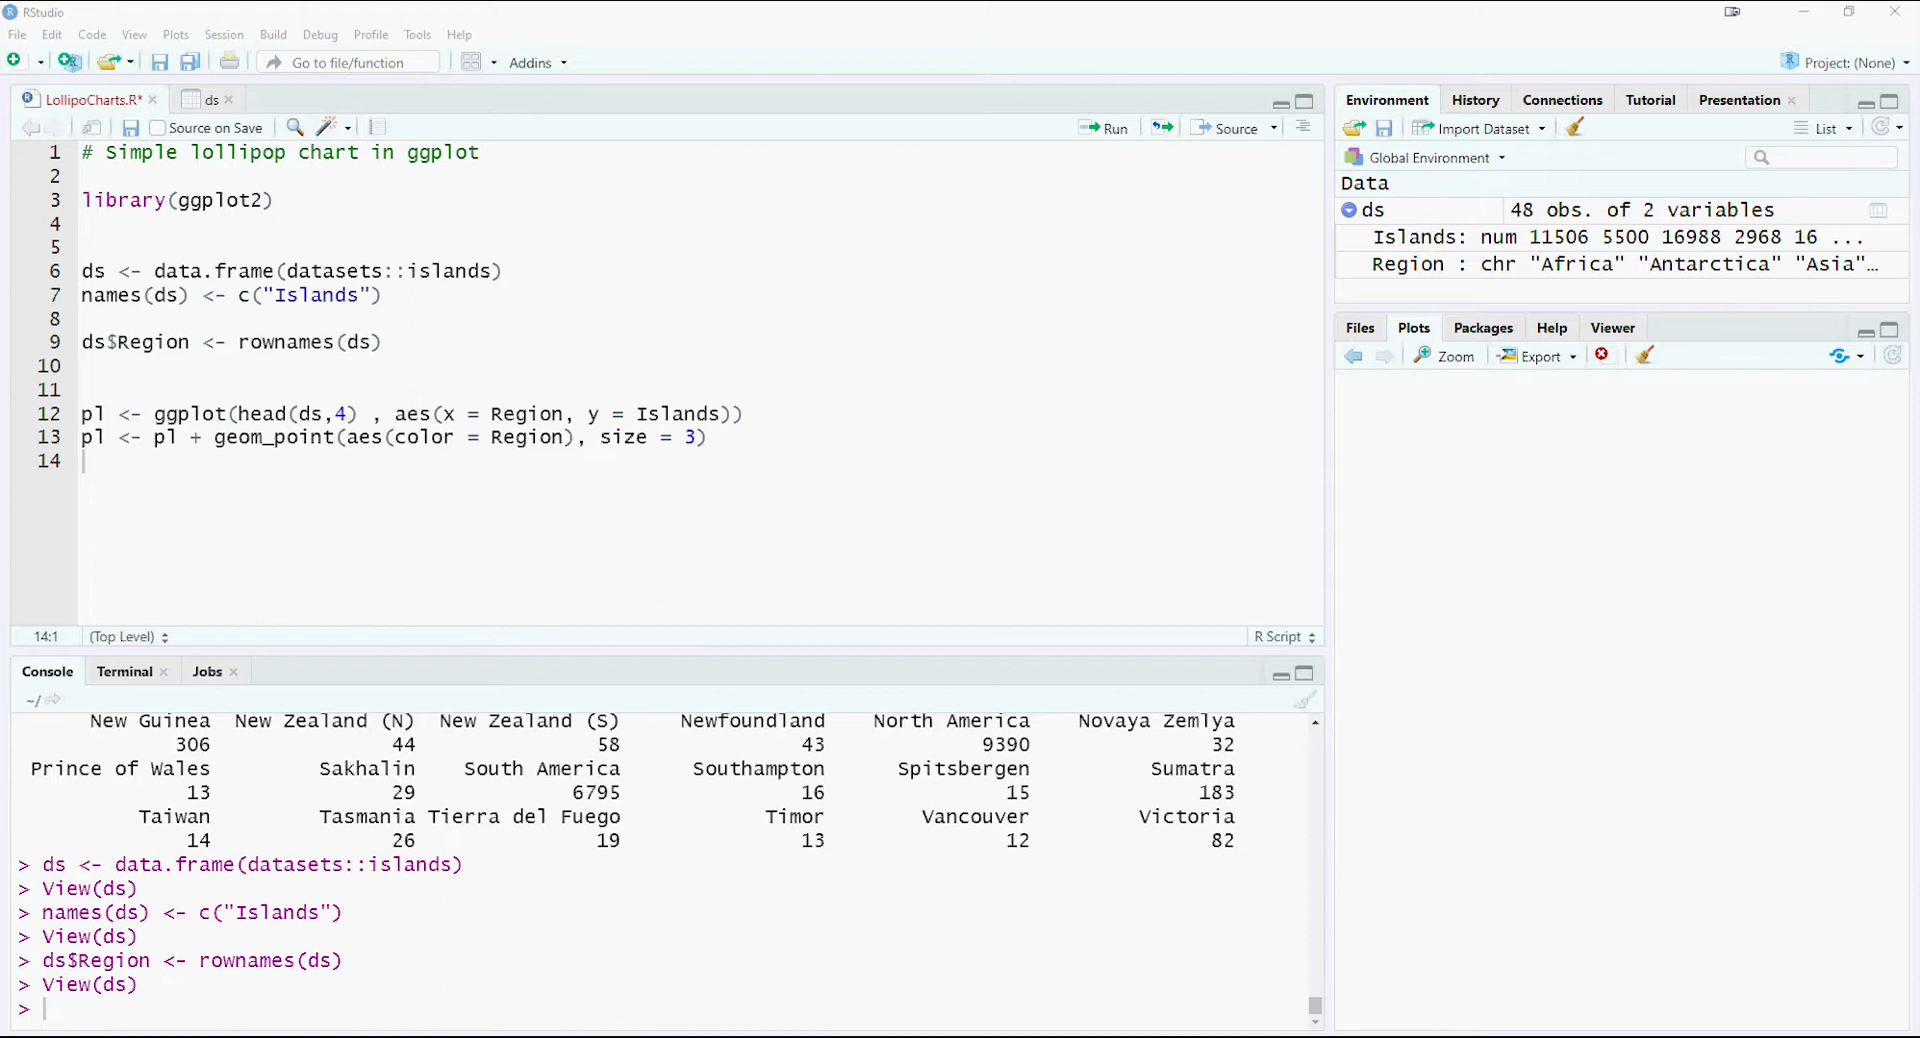 RStudio
File Edit Code View Plots Session Build Debug Profile Tools Help
Go to file/function Addins Project: (None)
LollipoCharts.R* ds
Source on Save Run Source
1 # Simple lollipop chart in ggplot
2
3 library(ggplot2)
4
5
6 ds <- data.frame(datasets::islands)
7 names(ds) <- c("Islands")
8
9 ds$Region <- rownames(ds)
10
11
12 pl <- ggplot(head(ds,4) , aes(x = Region, y = Islands))
13 pl <- pl + geom_point(aes(color = Region), size = 3)
14
14:1 (Top Level) R Script
Console Terminal Jobs
~/
New Guinea New Zealand (N) New Zealand (S) Newfoundland North America Novaya Zemlya
306 44 58 43 9390 32
Prince of Wales Sakhalin South America Southampton Spitsbergen Sumatra
13 29 6795 16 15 183
Taiwan Tasmania Tierra del Fuego Timor Vancouver Victoria
14 26 19 13 12 82
> ds <- data.frame(datasets::islands)
> View(ds)
> names(ds) <- c("Islands")
> View(ds)
> ds$Region <- rownames(ds)
> View(ds)
>
Environment History Connections Tutorial Presentation
Import Dataset List
Global Environment
Data
ds 48 obs. of 2 variables
Islands: num 11506 5500 16988 2968 16 ...
Region : chr "Africa" "Antarctica" "Asia"…
Files Plots Packages Help Viewer
Zoom Export